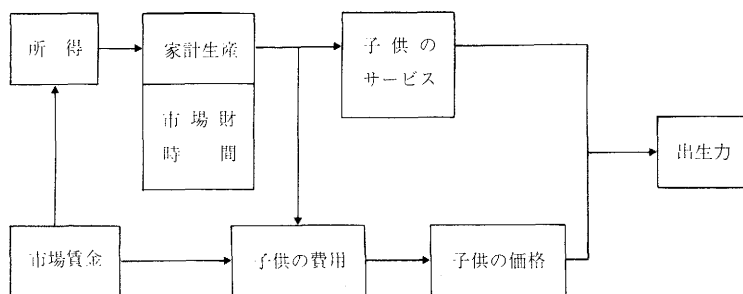 所得
家計生産
子供の
サービス
市場財
時間
出生力
市場賃金
子供の費用
子供の価格